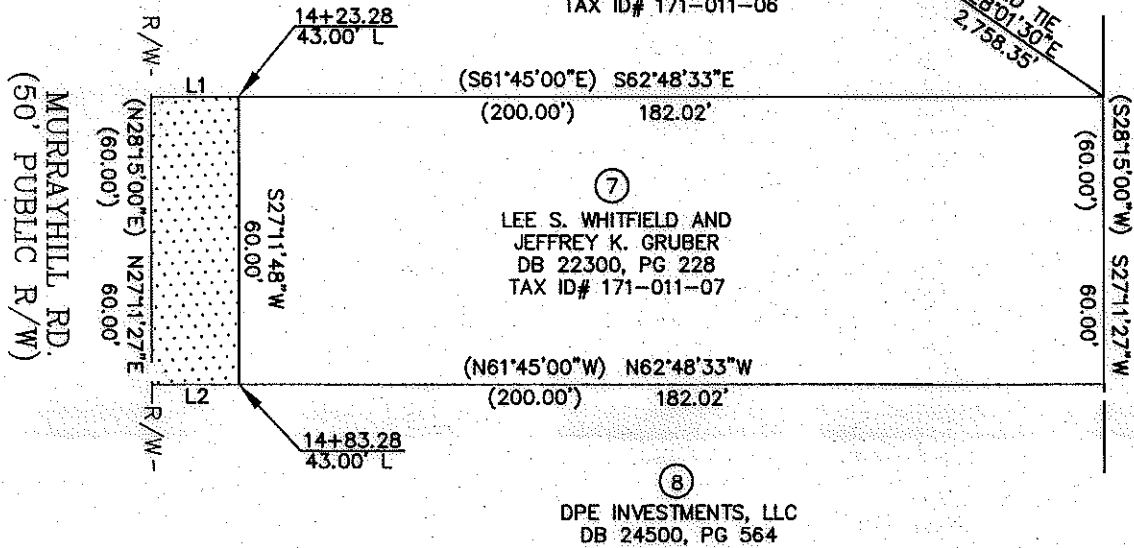 TAX ID# 171-011-06
14+23.28
43.00' L
D TIE
28°01'30"E
2,758.35'
R/W-
L1
(S61°45'00"E) S62°48'33"E
(200.00') 182.02'
MURRAYHILL RD.
(50' PUBLIC R/W)
(N28°15'00"E) N27°11'27"E
(60.00') 60.00'
S27°11'48"W
60.00'
7
LEE S. WHITFIELD AND
JEFFREY K. GRUBER
DB 22300, PG 228
TAX ID# 171-011-07
(S28°15'00"W) S27°11'27"W
(60.00') 60.00'
(N61°45'00"W) N62°48'33"W
(200.00') 182.02'
L2
R/W-
14+83.28
43.00' L
8
DPE INVESTMENTS, LLC
DB 24500, PG 564